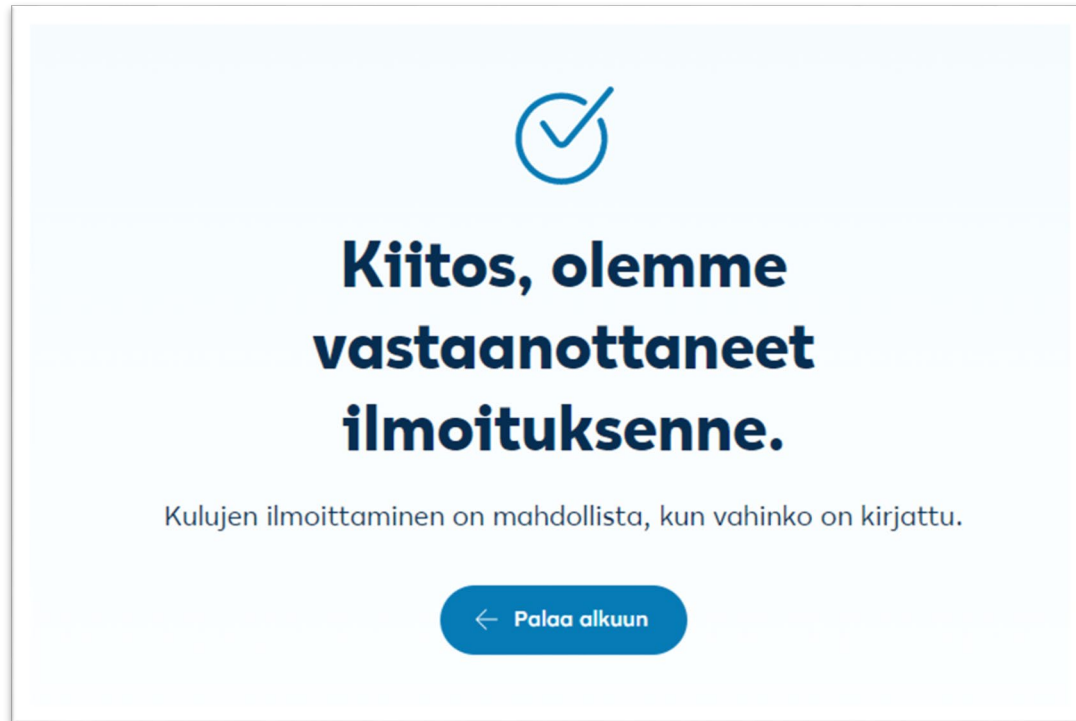 Kiitos, olemme
vastaanottaneet
ilmoituksenne.
Kulujen ilmoittaminen on mahdollista, kun vahinko on kirjattu.
← Palaa alkuun